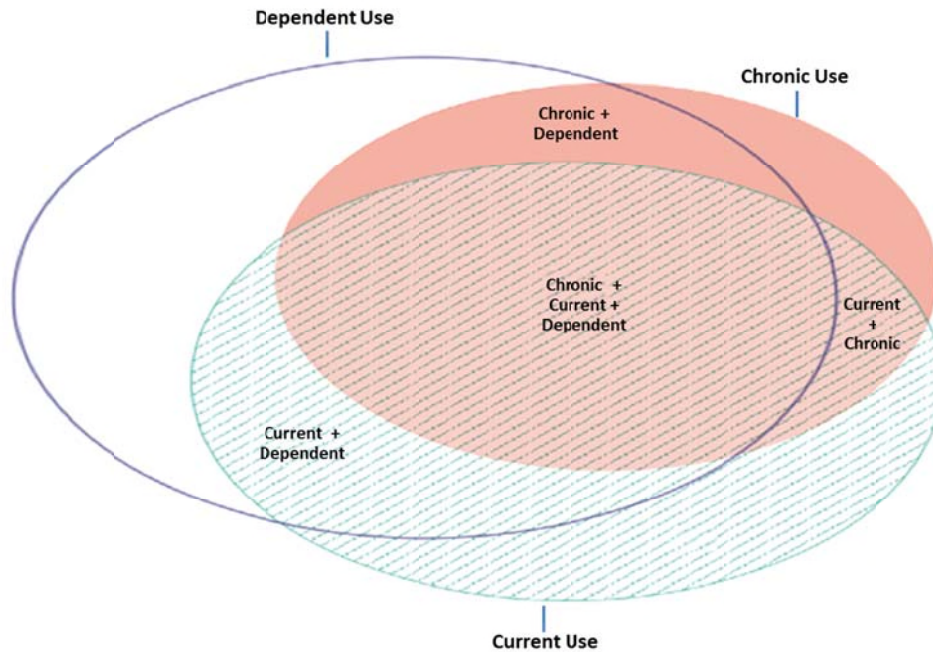 Dependent Use
Chronic Use
Chronic +
Dependent
Chronic +
Current +
Dependent
Current
+
Chronic
Current +
Dependent
Current Use